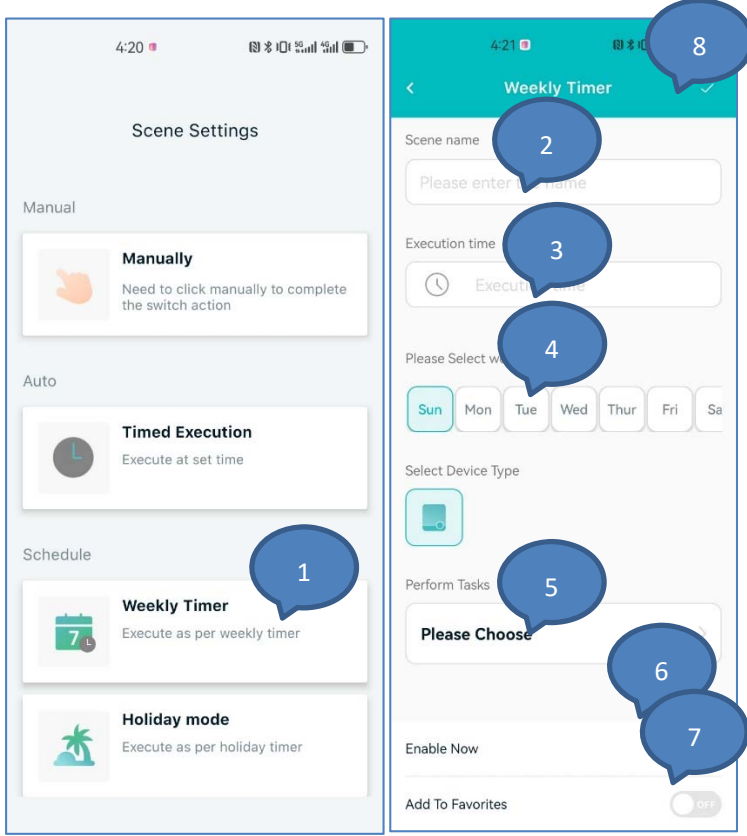 4:20
5G
4G
Scene Settings
Manual
Manually
Need to click manually to complete
the switch action
Auto
Timed Execution
Execute at set time
Schedule
1
Weekly Timer
Execute as per weekly timer
7
Holiday mode
Execute as per holiday timer
4:21
8
Weekly Timer
Scene name
2
Please enter name
Execution time
3
4
Please Select
Sun Mon Tue Wed Thur Fri
Select Device Type
Perform Tasks
5
Please Choose
6
7
Enable Now
Add To Favorites
OFF